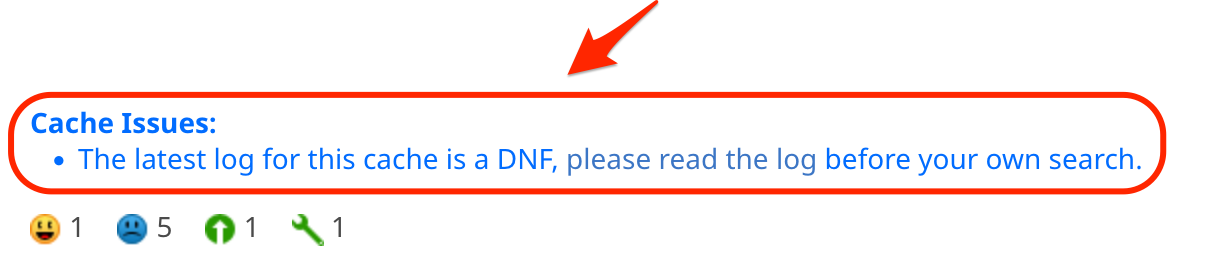 Cache Issues:
• The latest log for this cache is a DNF, please read the log before your own search.
1 5 1 1